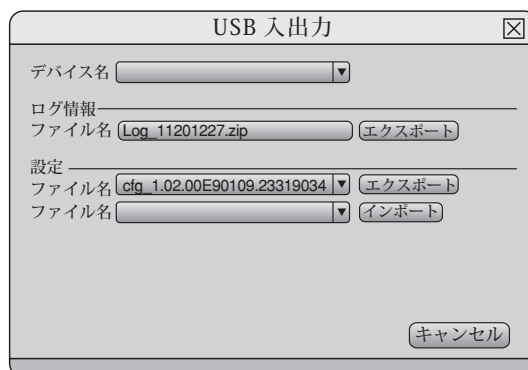 USB 入出力
デバイス名
ログ情報
ファイル名 Log_11201227.zip エクスポート
設定
ファイル名 cfg_1.02.00E90109.23319034 エクスポート
ファイル名 インポート
キャンセル